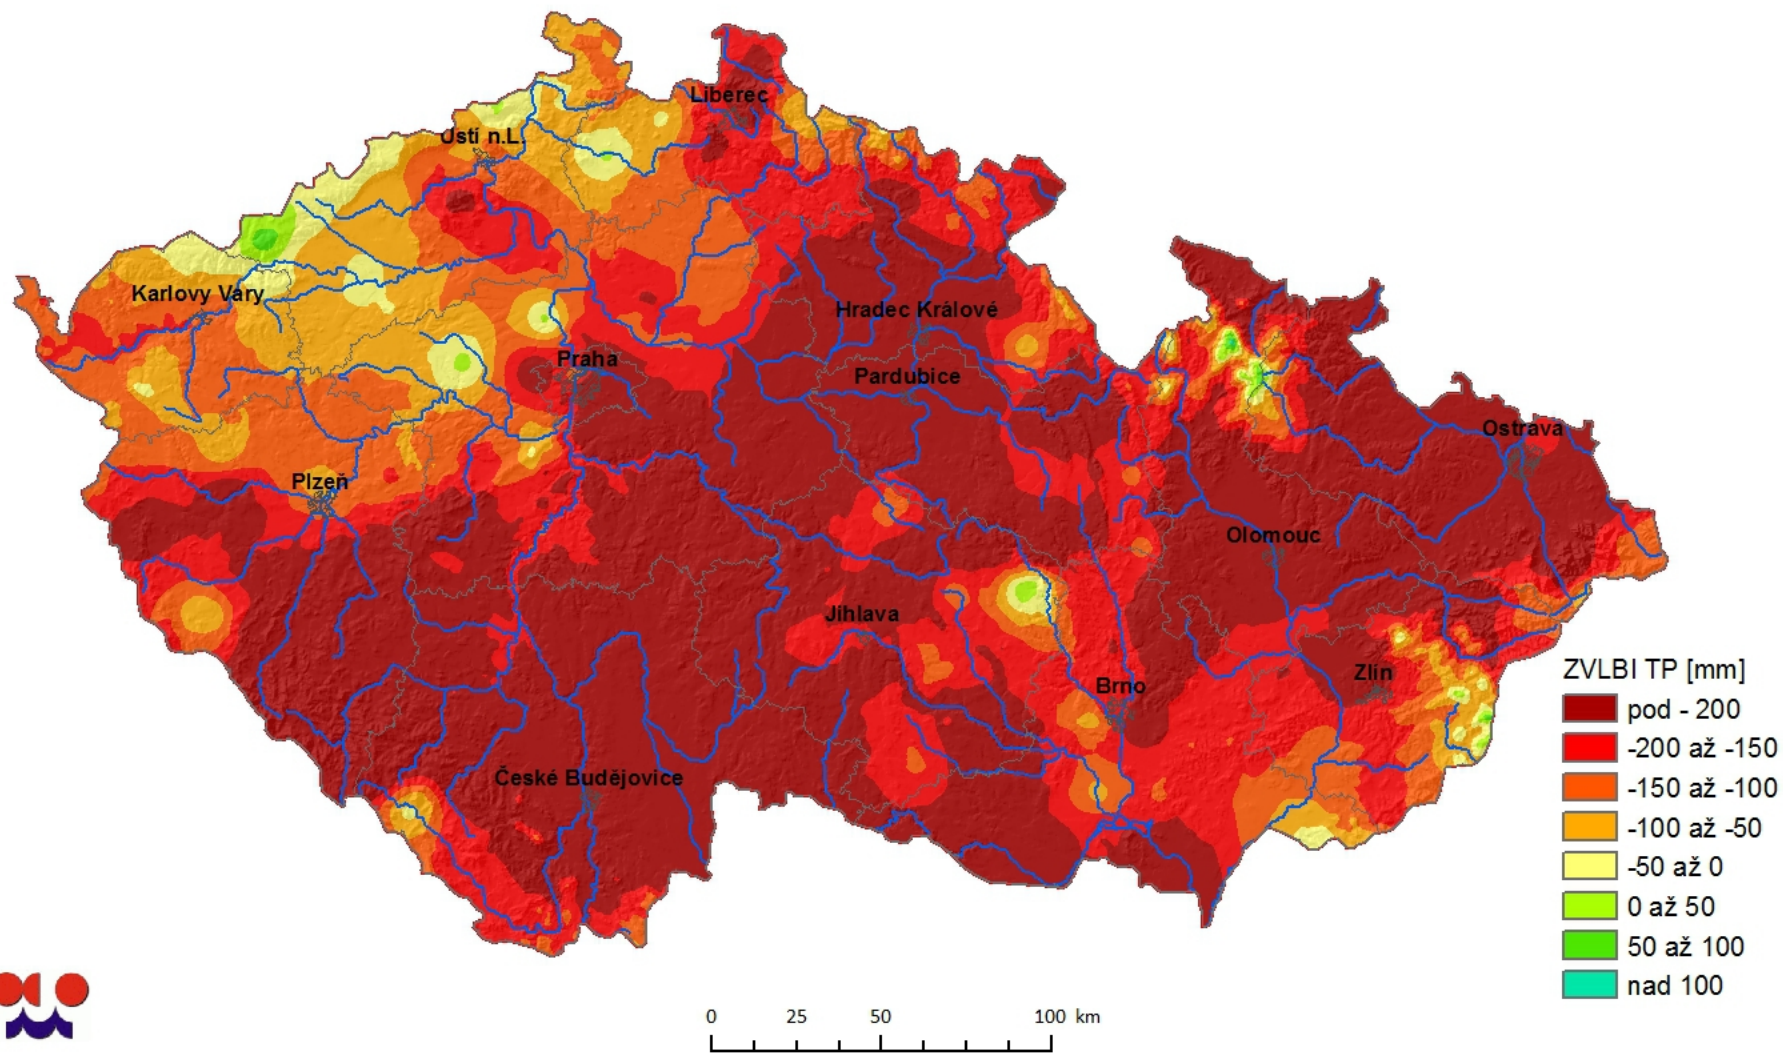 Liberec
Ústí n.L.
Karlovy Vary
Hradec Králové
Praha
Pardubice
Ostrava
Plzeň
Olomouc
Jihlava
Zlín
Brno
České Budějovice
ZVLBI TP [mm]
pod - 200
-200 až -150
-150 až -100
-100 až -50
-50 až 0
0 až 50
50 až 100
nad 100
0 25 50 100 km